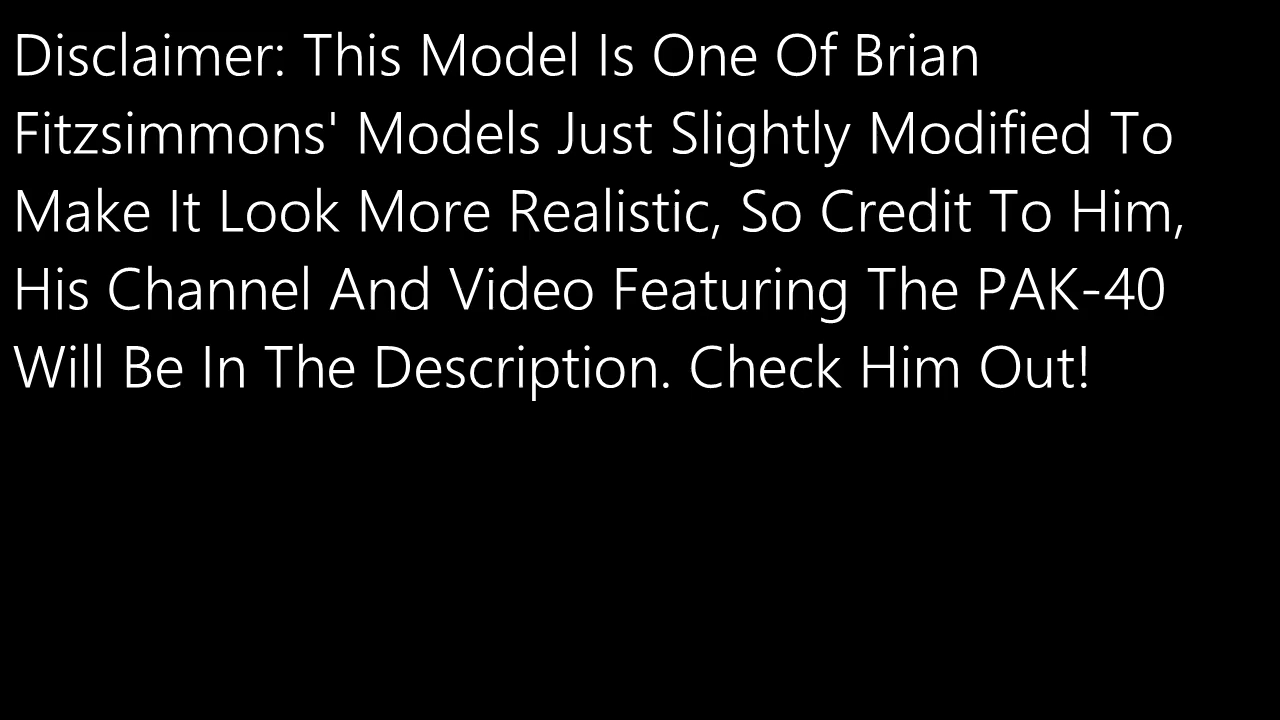 Disclaimer: This Model Is One Of Brian
Fitzsimmons' Models Just Slightly Modified To
Make It Look More Realistic, So Credit To Him,
His Channel And Video Featuring The PAK-40
Will Be In The Description. Check Him Out!